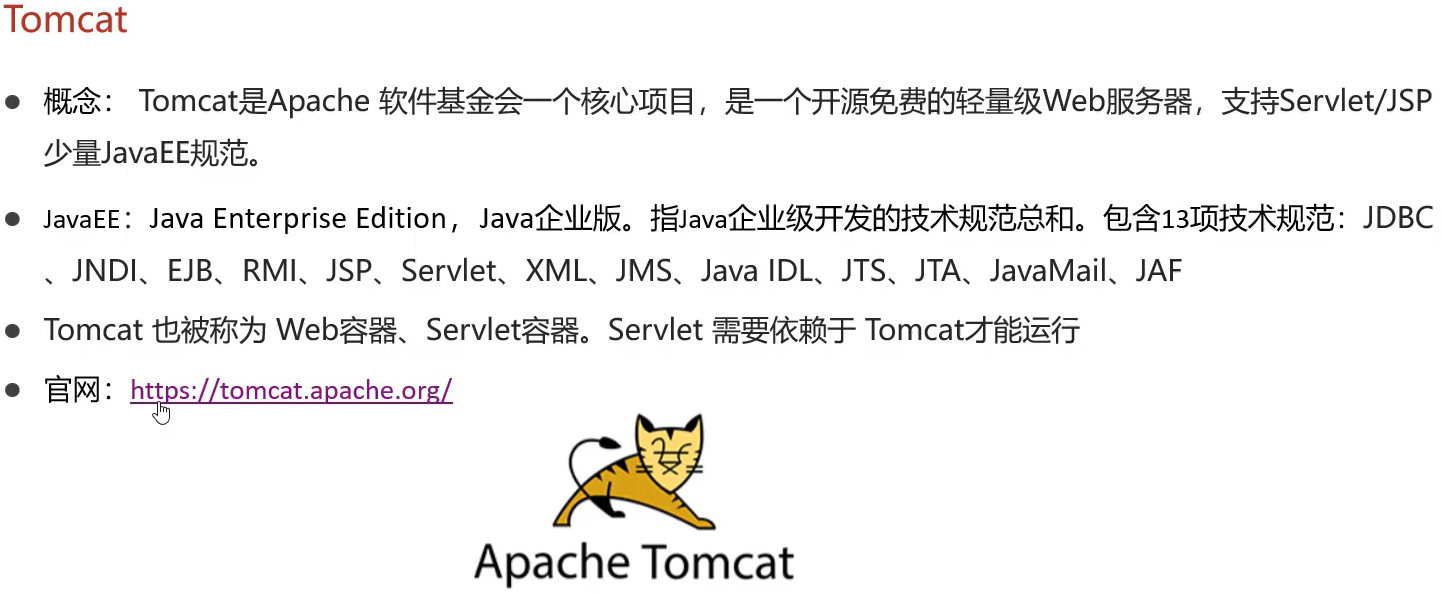 Tomcat
● 概念： Tomcat是Apache 软件基金会一个核心项目，是一个开源免费的轻量级Web服务器，支持Servlet/JSP
少量JavaEE规范。
● JavaEE：Java Enterprise Edition，Java企业版。指Java企业级开发的技术规范总和。包含13项技术规范：JDBC
、JNDI、EJB、RMI、JSP、Servlet、XML、JMS、Java IDL、JTS、JTA、JavaMail、JAF
● Tomcat 也被称为 Web容器、Servlet容器。Servlet 需要依赖于 Tomcat才能运行
● 官网：https://tomcat.apache.org/
Apache Tomcat